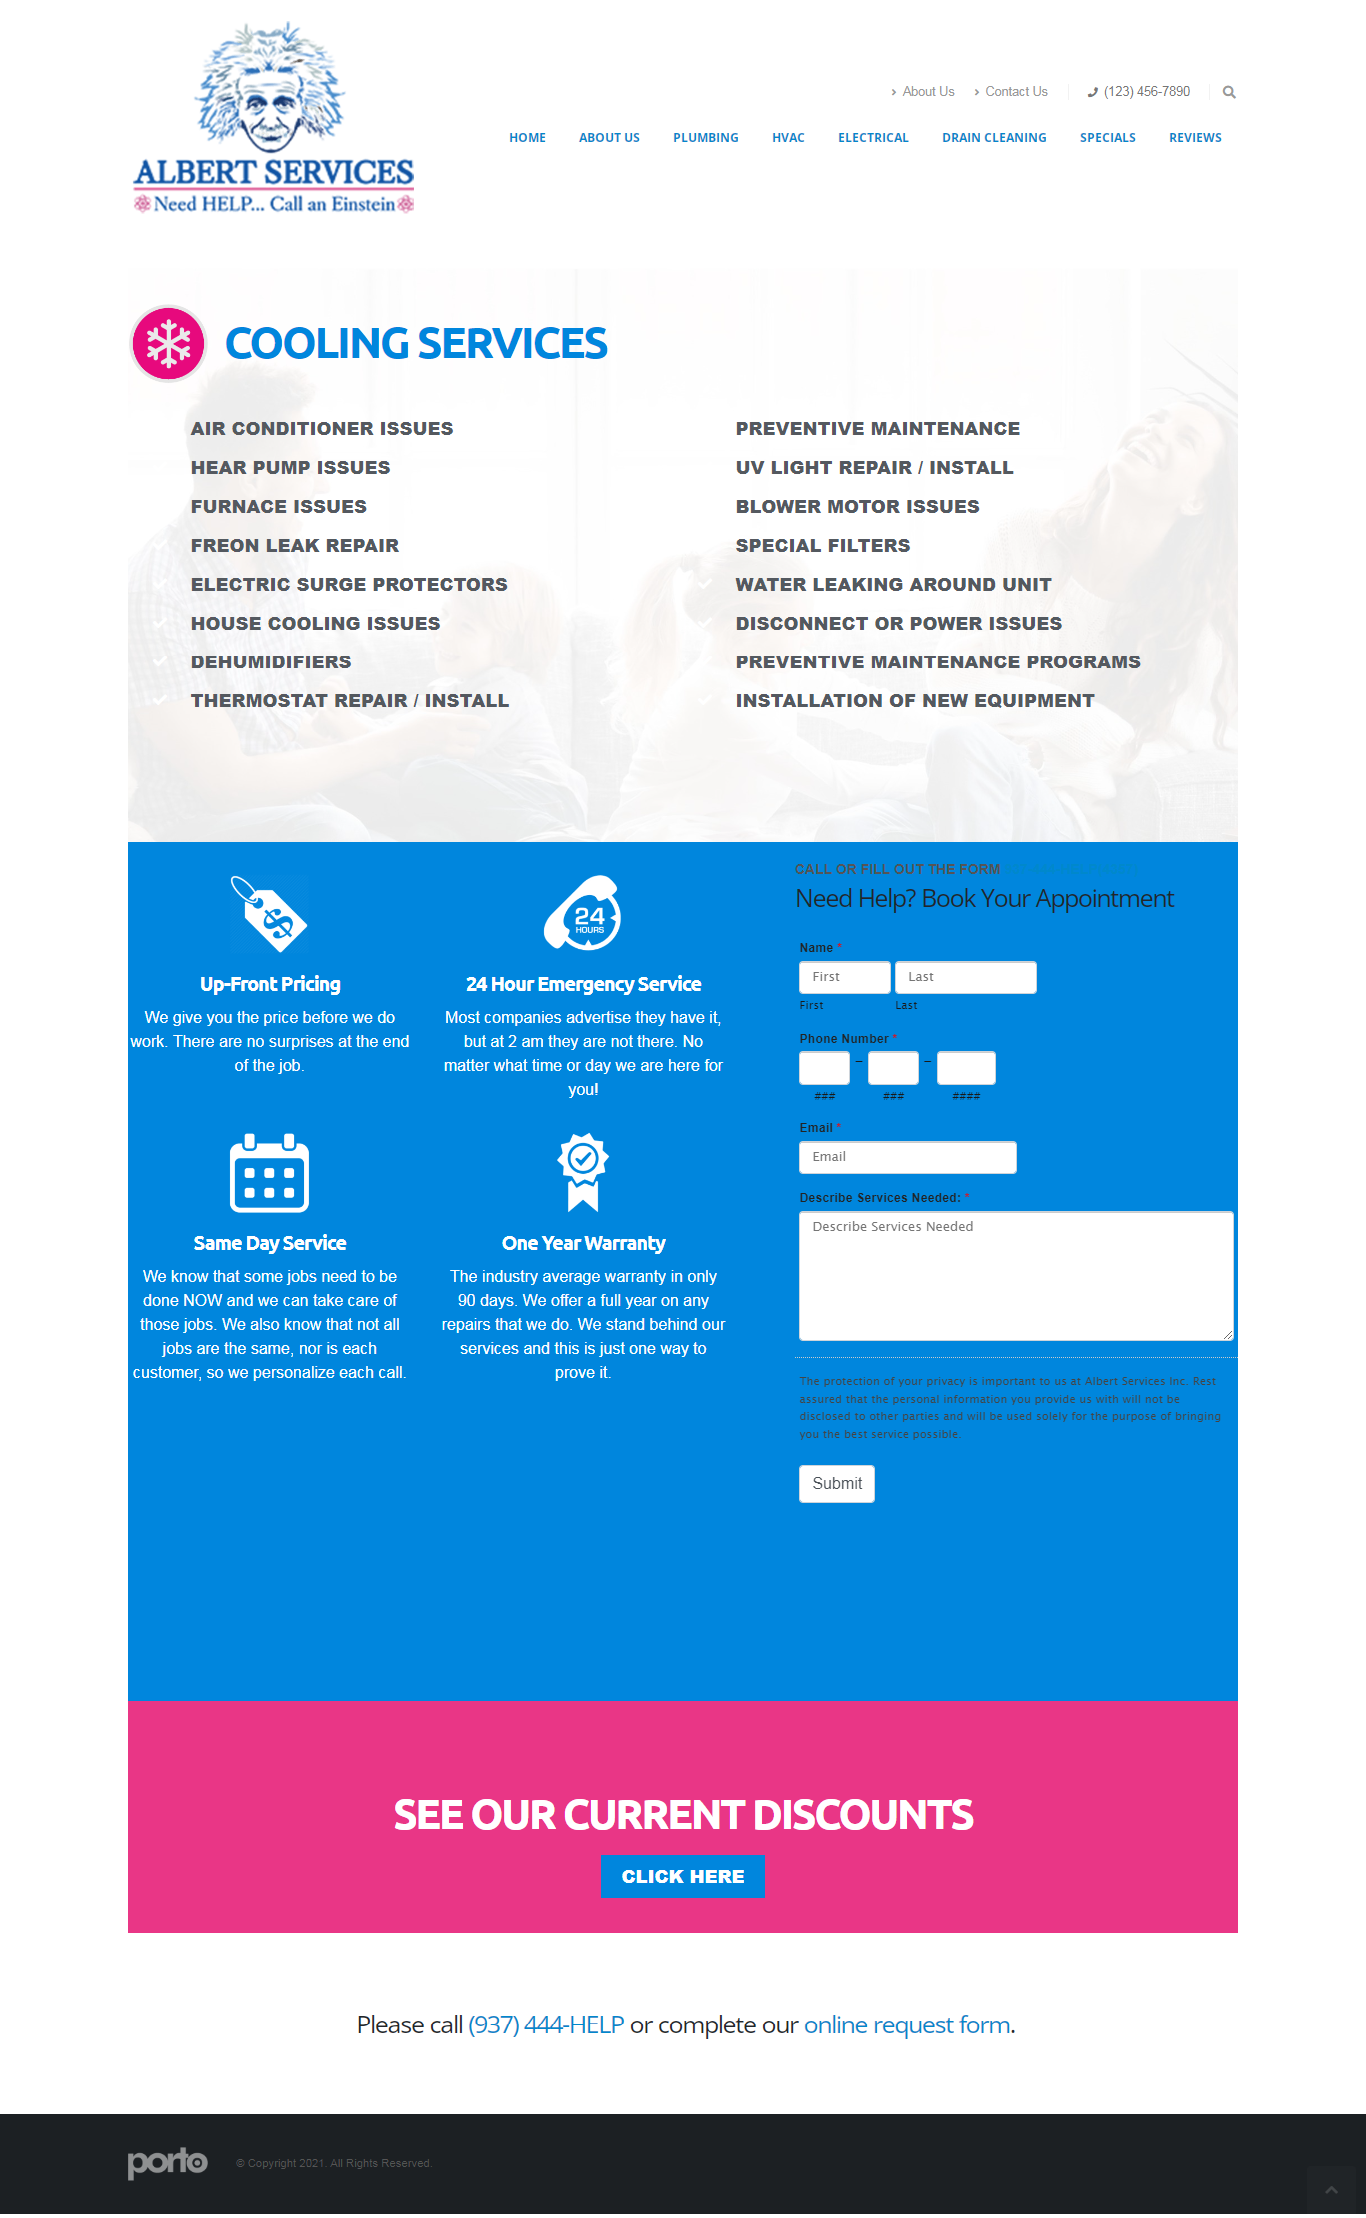 ALBERT SERVICES
Need HELP... Call an Einstein
About Us
Contact Us
(123) 456-7890
HOME
ABOUT US
PLUMBING
HVAC
ELECTRICAL
DRAIN CLEANING
SPECIALS
REVIEWS
COOLING SERVICES
AIR CONDITIONER ISSUES
HEAR PUMP ISSUES
FURNACE ISSUES
FREON LEAK REPAIR
ELECTRIC SURGE PROTECTORS
HOUSE COOLING ISSUES
DEHUMIDIFIERS
THERMOSTAT REPAIR / INSTALL
PREVENTIVE MAINTENANCE
UV LIGHT REPAIR / INSTALL
BLOWER MOTOR ISSUES
SPECIAL FILTERS
WATER LEAKING AROUND UNIT
DISCONNECT OR POWER ISSUES
PREVENTIVE MAINTENANCE PROGRAMS
INSTALLATION OF NEW EQUIPMENT
$
Up-Front Pricing
We give you the price before we do
work. There are no surprises at the end
of the job.
24
HOURS
24 Hour Emergency Service
Most companies advertise they have it,
but at 2 am they are not there. No
matter what time or day we are here for
you!
Same Day Service
We know that some jobs need to be
done NOW and we can take care of
those jobs. We also know that not all
jobs are the same, nor is each
customer, so we personalize each call.
One Year Warranty
The industry average warranty in only
90 days. We offer a full year on any
repairs that we do. We stand behind our
services and this is just one way to
prove it.
CALL OR FILL OUT THE FORM
Need Help? Book Your Appointment
Name *
First
Last
First
Last
Phone Number *
– –
### ### ####
Email *
Email
Describe Services Needed: *
Describe Services Needed
The protection of your privacy is important to us at Albert Services Inc. Rest
assured that the personal information you provide us with will not be
disclosed to other parties and will be used solely for the purpose of bringing
you the best service possible.
Submit
SEE OUR CURRENT DISCOUNTS
CLICK HERE
Please call (937) 444-HELP or complete our online request form.
porto
© Copyright 2021. All Rights Reserved.